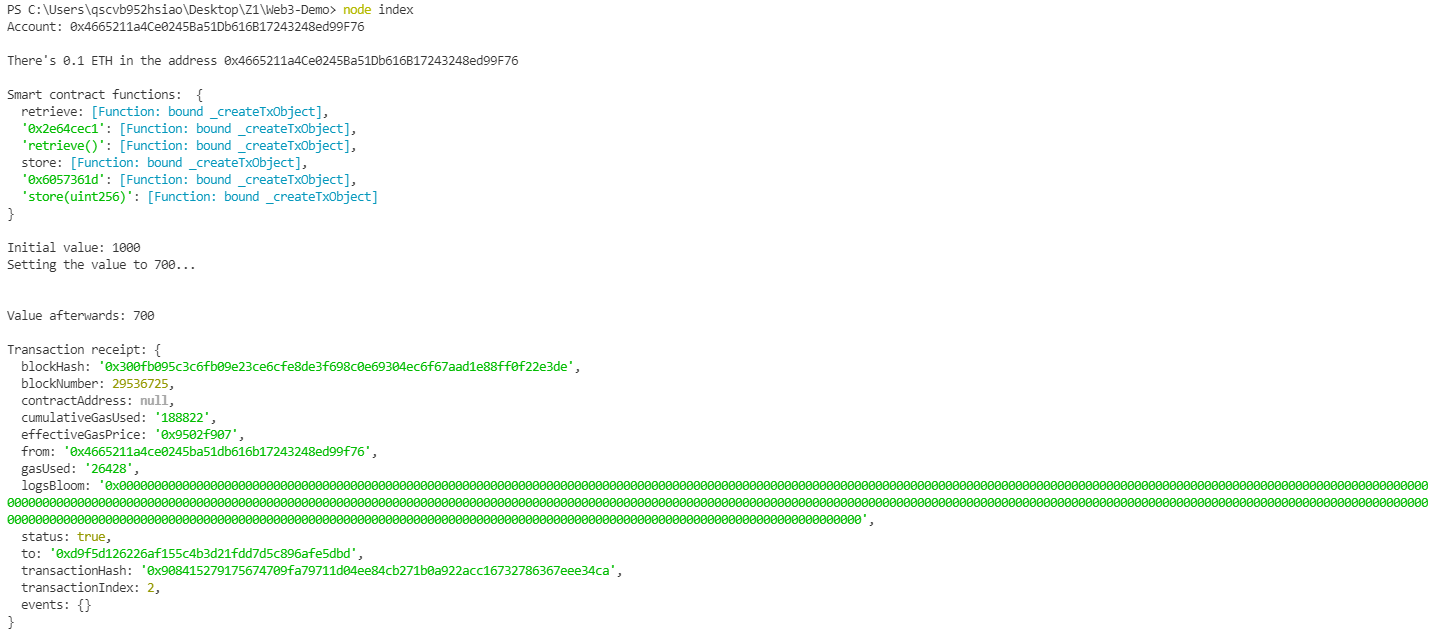 PS C:\Users\qscvb952hsiao\Desktop\Z1\Web3-Demo> node index
Account: 0x4665211a4Ce0245Ba51Db616B17243248ed99F76
There's 0.1 ETH in the address 0x4665211a4Ce0245Ba51Db616B17243248ed99F76
Smart contract functions:  {
  retrieve: [Function: bound _createTxObject],
  '0x2e64cec1': [Function: bound _createTxObject],
  'retrieve()': [Function: bound _createTxObject],
  store: [Function: bound _createTxObject],
  '0x6057361d': [Function: bound _createTxObject],
  'store(uint256)': [Function: bound _createTxObject]
}
Initial value: 1000
Setting the value to 700...
Value afterwards: 700
Transaction receipt: {
  blockHash: '0x300fb095c3c6fb09e23ce6cfe8de3f698c0e69304ec6f67aad1e88ff0f22e3de',
  blockNumber: 29536725,
  contractAddress: null,
  cumulativeGasUsed: '188822',
  effectiveGasPrice: '0x9502f907',
  from: '0x4665211a4ce0245ba51db616b17243248ed99f76',
  gasUsed: '26428',
  logsBloom: '0x0000000000000000000000000000000000000000000000000000000000000000000000000000000000000000000000000000000000000000000000000000000000000000000000000000000000000000000000000000000000000000000
00000000000000000000000000000000000000000000000000000000000000000000000000000000000000000000000000000000000000000000000000000000000000000000000000000000000000000000000000000000000000000000000000000000000
00000000000000000000000000000000000000000000000000000000000000000000000000000000000000000000000000000000000000000000000000',
  status: true,
  to: '0xd9f5d126226af155c4b3d21fdd7d5c896afe5dbd',
  transactionHash: '0x908415279175674709fa79711d04ee84cb271b0a922acc16732786367eee34ca',
  transactionIndex: 2,
  events: {}
}